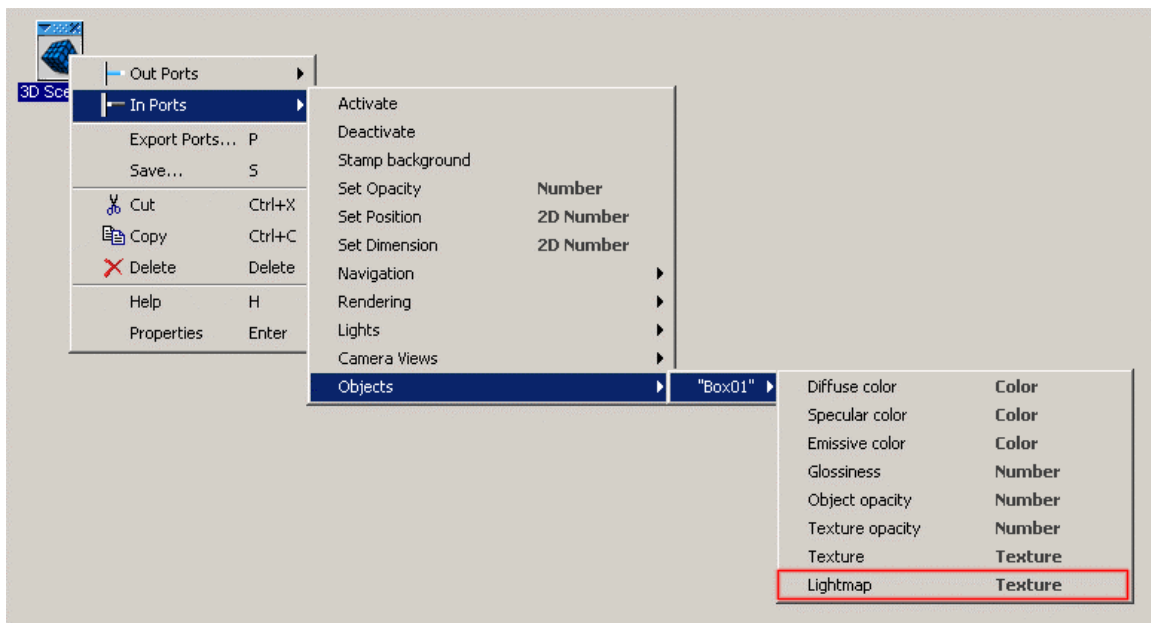 3D Sce
Out Ports
In Ports
Export Ports... P
Save... S
Cut Ctrl+X
Copy Ctrl+C
Delete Delete
Help H
Properties Enter
Activate
Deactivate
Stamp background
Set Opacity Number
Set Position 2D Number
Set Dimension 2D Number
Navigation
Rendering
Lights
Camera Views
Objects
"Box01"
Diffuse color Color
Specular color Color
Emissive color Color
Glossiness Number
Object opacity Number
Texture opacity Number
Texture Texture
Lightmap Texture